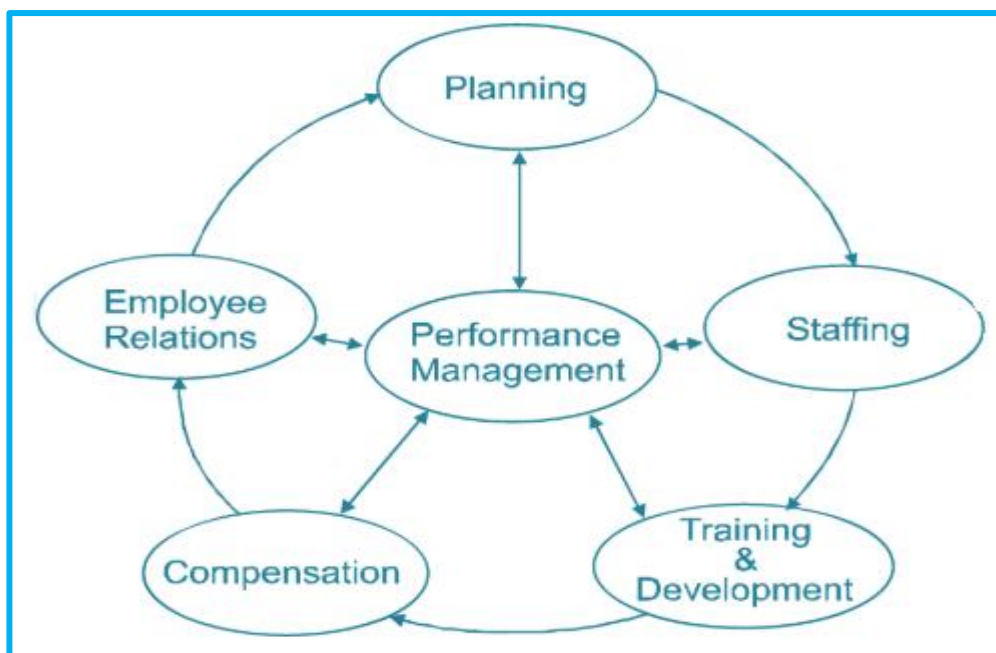 Planning
Employee
Relations
Performance
Management
Staffing
Compensation
Training
&
Development